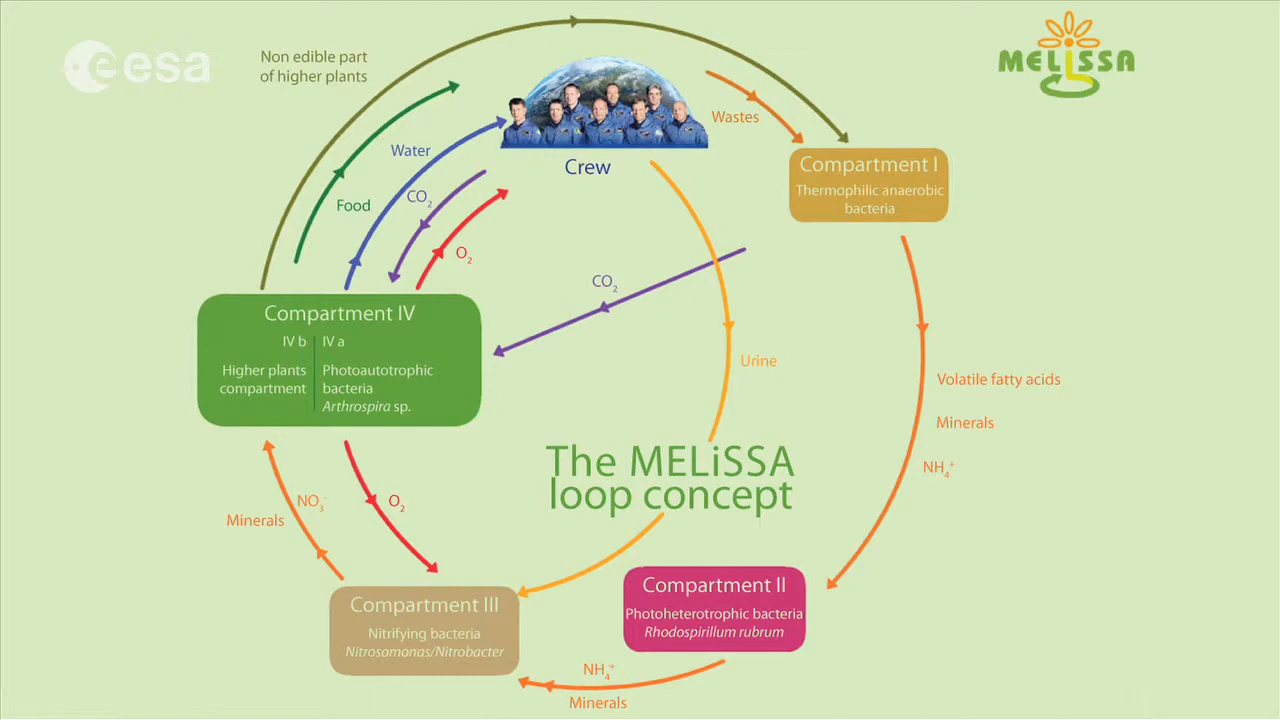 esa
MELiSSA
Non edible part
of higher plants
Wastes
Water
Food
CO₂
O₂
Crew
Compartment I
Thermophilic anaerobic
bacteria
CO₂
Urine
Compartment IV
IV b
IV a
Higher plants
compartment
Photoautotrophic
bacteria
Arthrospira sp.
Volatile fatty acids
Minerals
NH₄⁺
The MELiSSA
loop concept
NO₃⁻
Minerals
O₂
Compartment III
Nitrifying bacteria
Nitrosomonas/Nitrobacter
Compartment II
Photoheterotrophic bacteria
Rhodospirillum rubrum
NH₄⁺
Minerals